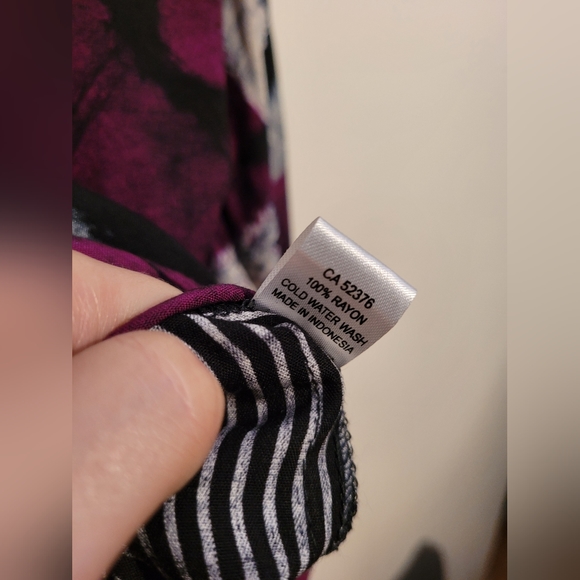 CA 52376
100% RAYON
COLD WATER WASH
MADE IN INDONESIA